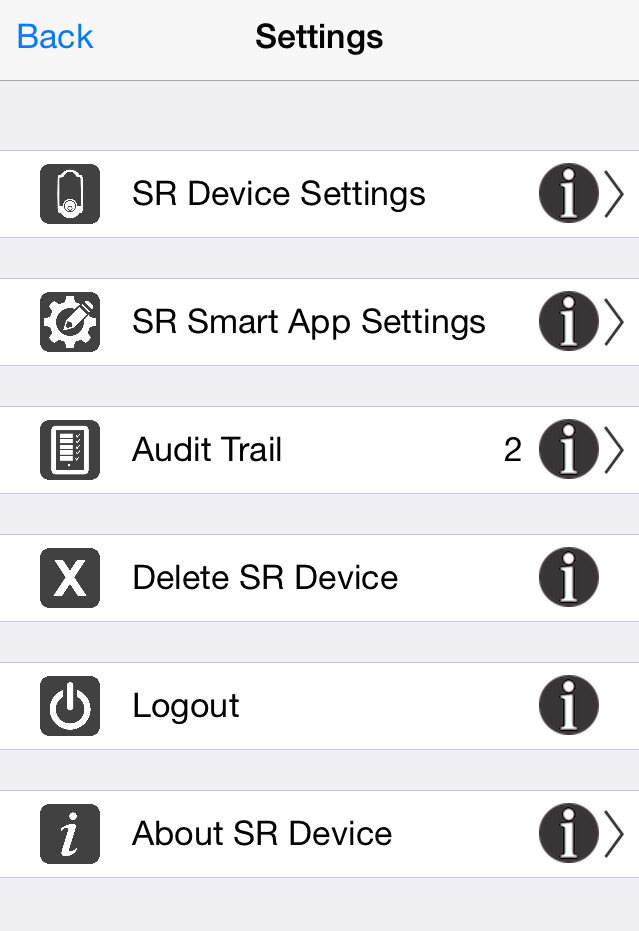 Back Settings
SR Device Settings
SR Smart App Settings
Audit Trail 2
Delete SR Device
Logout
About SR Device